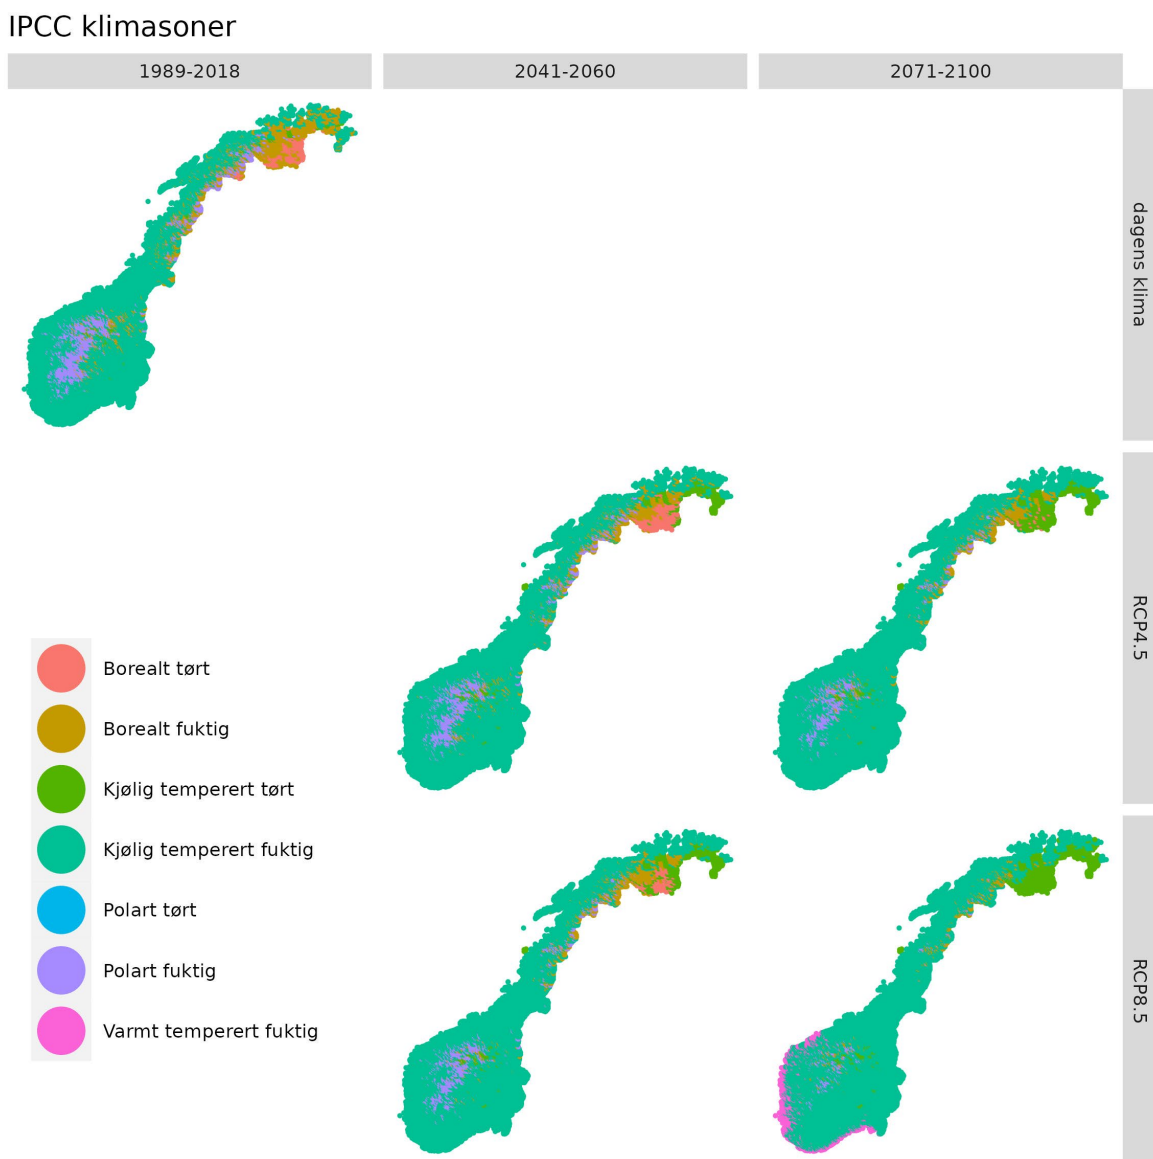 IPCC klimasoner
1989-2018
2041-2060
2071-2100
dagens klima
RCP4.5
RCP8.5
Borealt tørt
Borealt fuktig
Kjølig temperert tørt
Kjølig temperert fuktig
Polart tørt
Polart fuktig
Varmt temperert fuktig